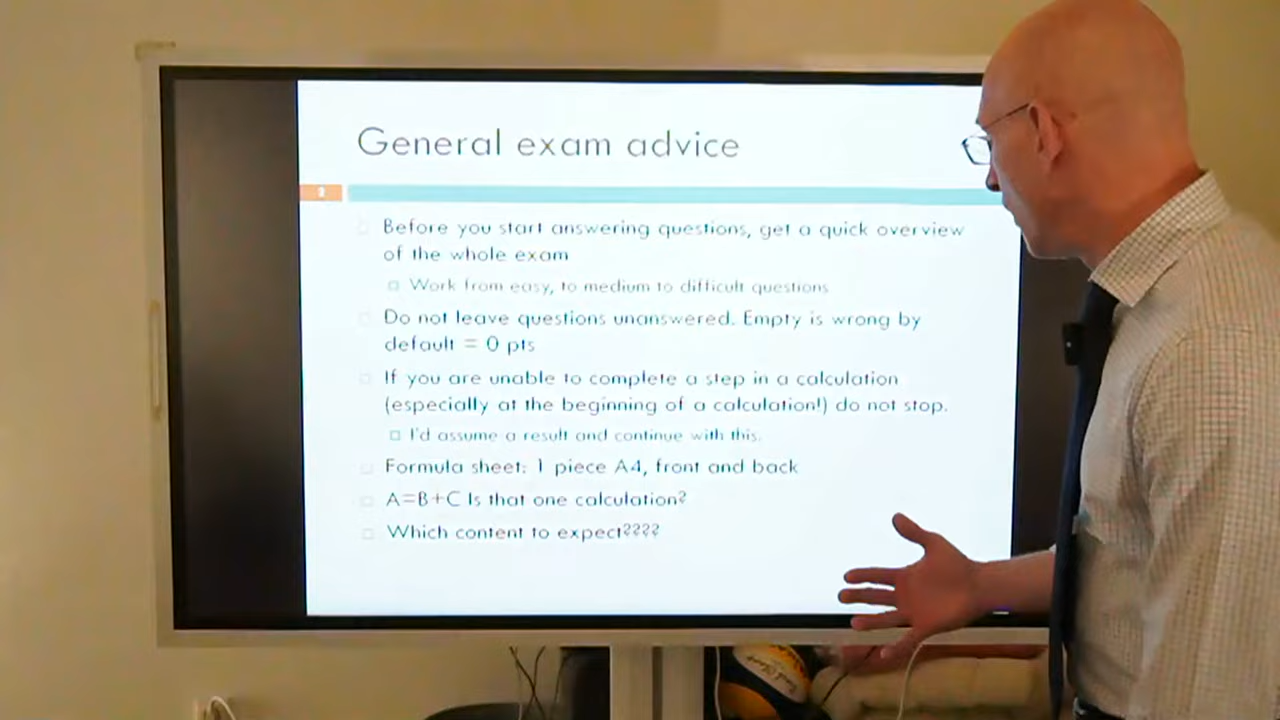 General exam advice
Before you start answering questions, get a quick overview
of the whole exam
Work from easy, to medium to difficult questions
Do not leave questions unanswered. Empty is wrong by
default = 0 pts
If you are unable to complete a step in a calculation
(especially at the beginning of a calculation!) do not stop.
I'd assume a result and continue with this.
Formula sheet: 1 piece A4, front and back
A=B+C Is that one calculation?
Which content to expect????